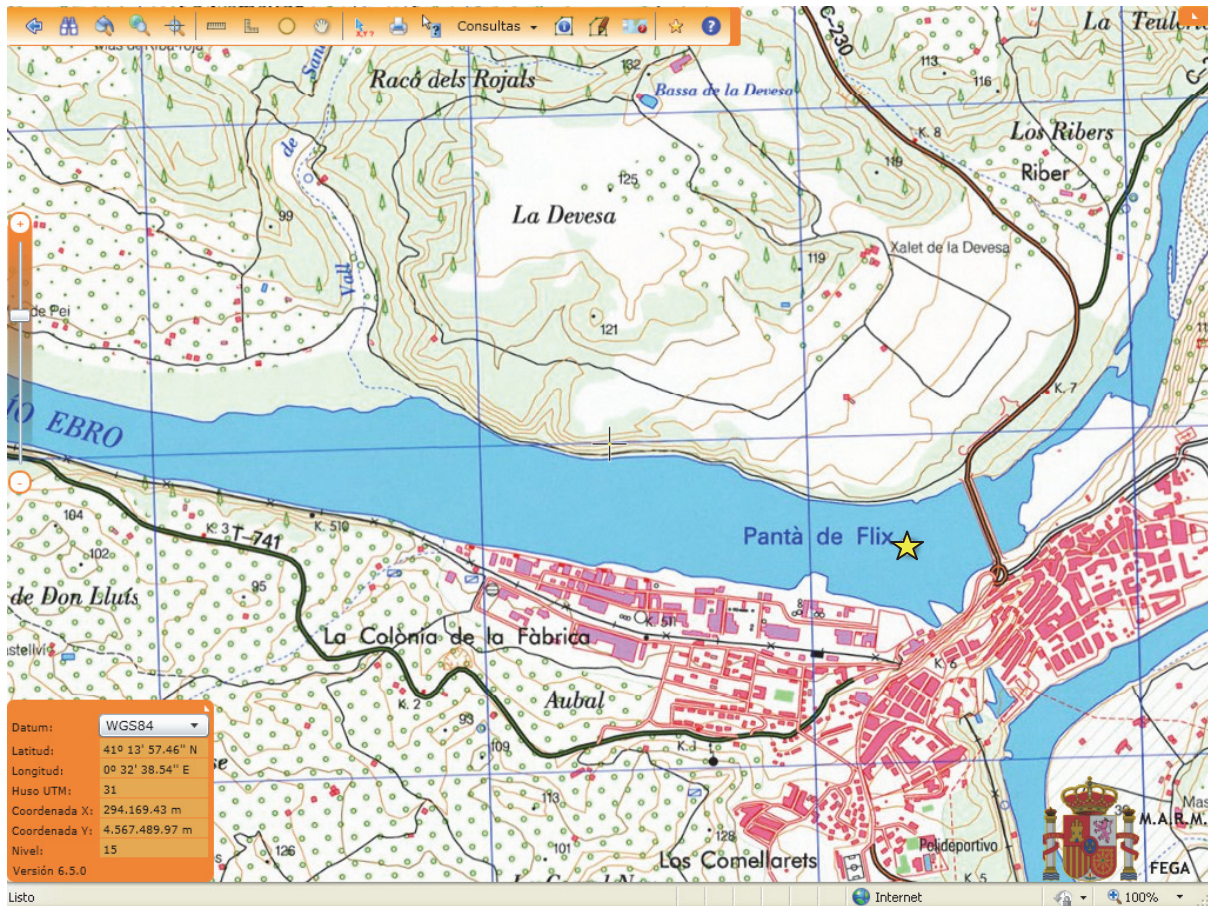 Consultas
C-230
La Teuleria
Racó dels Rojals
132
Bassa de la Devesa
113
116
K. 8
Los Ribers
Riber
de
119
125
99
La Devesa
Vall
119
Xalet de la Devesa
de Pei
121
K. 7
ÍO EBRO
104
K. 3
T-741
K. 510
102
Pantà de Flix
95
de Don Lluís
La Colònia de la Fàbrica
K. 511
K. 6
K. 2
Aubal
93
109
K. 1
Datum:
WGS84
Latitud:
41º 13' 57.46'' N
Longitud:
0º 32' 38.54'' E
Huso UTM:
31
Coordenada X:
294.169.43 m
Coordenada Y:
4.567.489.97 m
Nivel:
15
Versión 6.5.0
113
128
101
126
Los Comellarets
Polideportivo
K. 5
Mas
M.A.R.M.
FEGA
Listo
Internet
100%